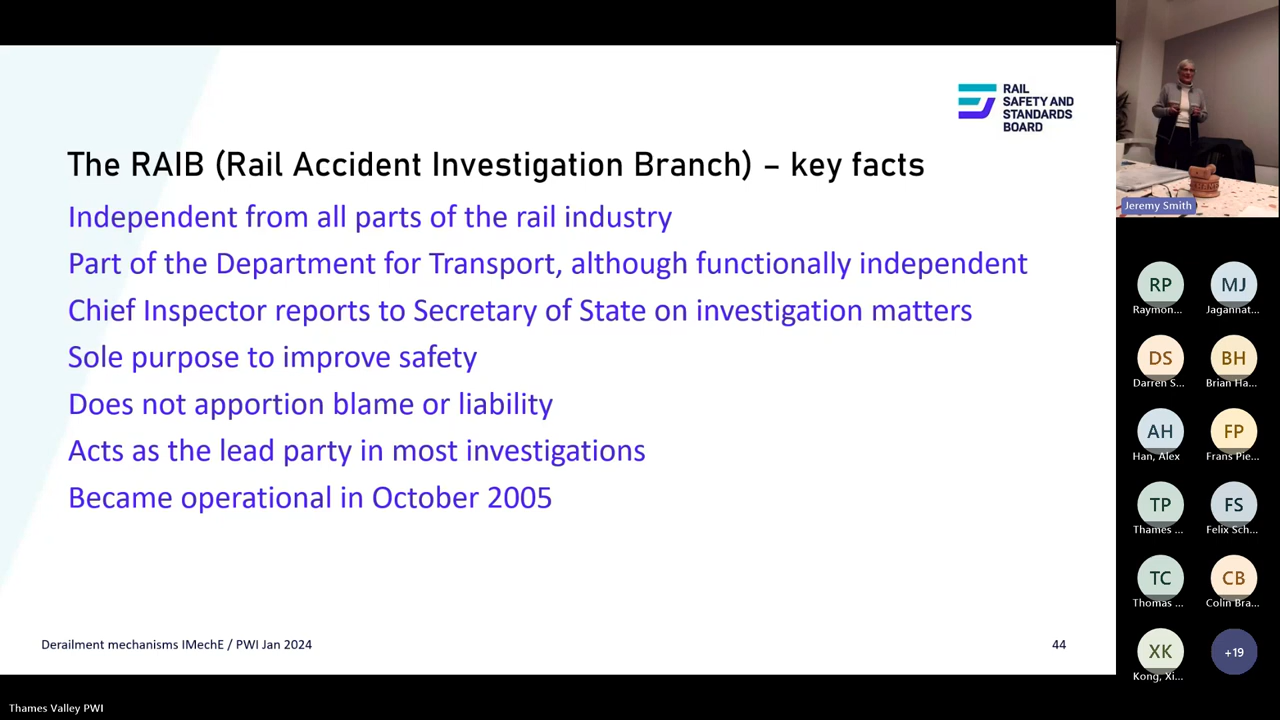 RAIL
SAFETY AND
STANDARDS
BOARD
The RAIB (Rail Accident Investigation Branch) – key facts
Independent from all parts of the rail industry
Part of the Department for Transport, although functionally independent
Chief Inspector reports to Secretary of State on investigation matters
Sole purpose to improve safety
Does not apportion blame or liability
Acts as the lead party in most investigations
Became operational in October 2005
Derailment mechanisms IMechE / PWI Jan 2024
44
Jeremy Smith
RP
Raymon...
MJ
Jagannat...
DS
Darren S...
BH
Brian Ha...
AH
Han, Alex
FP
Frans Pie...
TP
Thames ...
FS
Felix Sch...
TC
Thomas ...
CB
Colin Bra...
XK
Kong, Xi...
+19
Thames Valley PWI